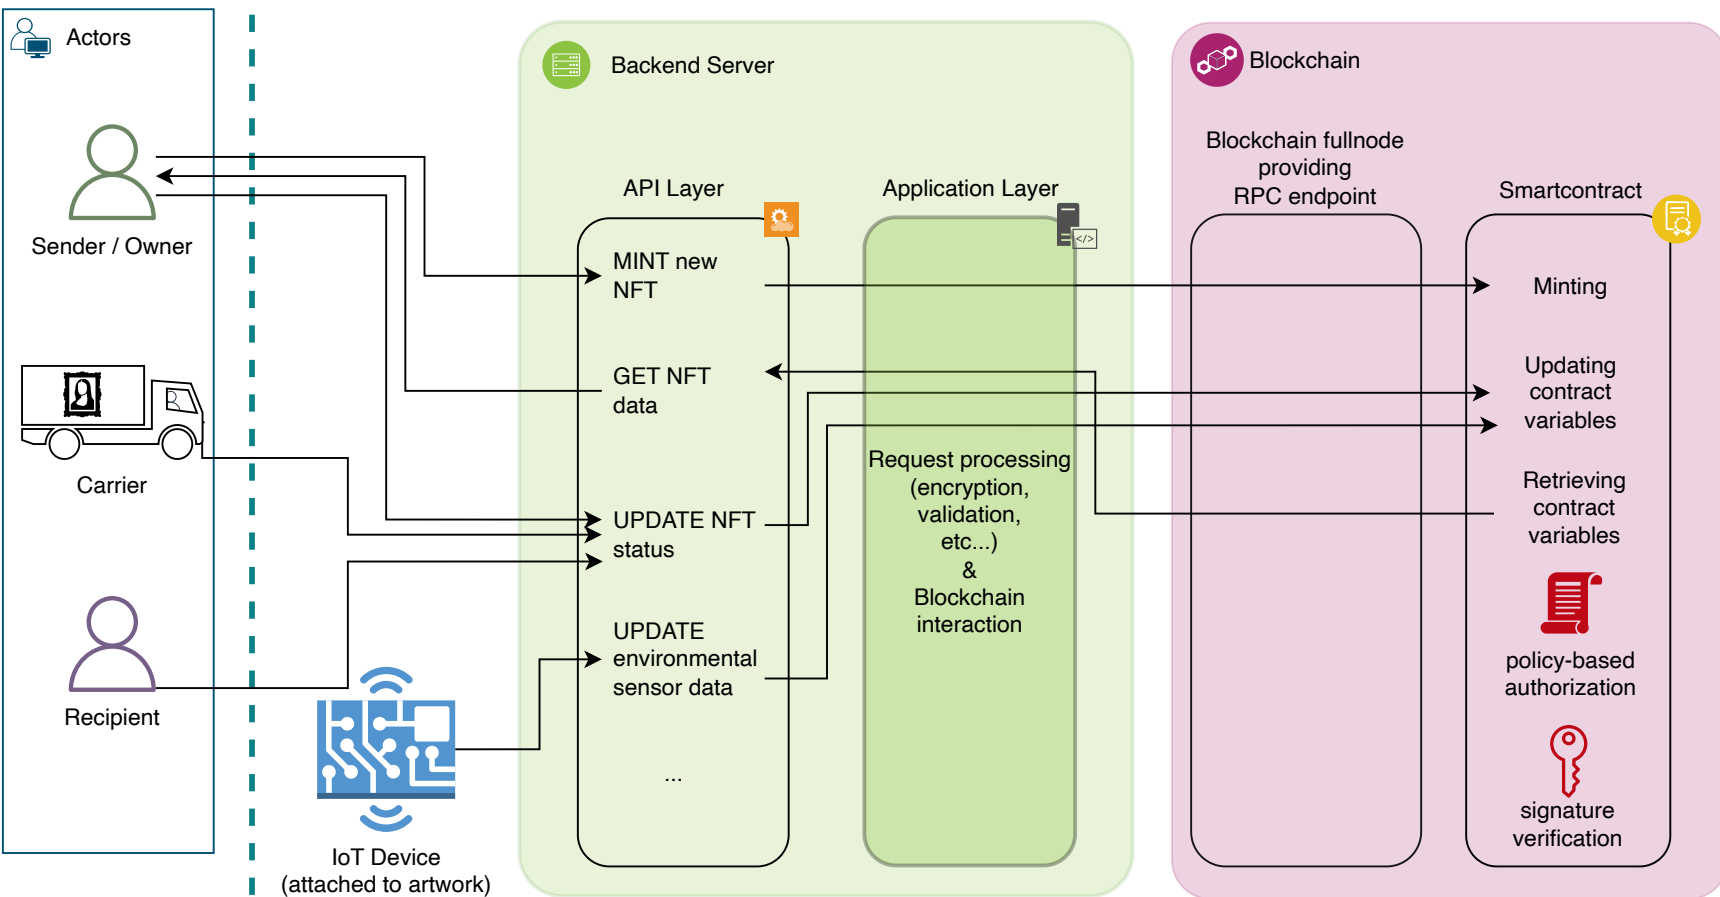 Actors
Sender / Owner
Carrier
Recipient
IoT Device
(attached to artwork)
Backend Server
API Layer
MINT new
NFT
GET NFT
data
UPDATE NFT
status
UPDATE
environmental
sensor data
...
Application Layer
</>
Request processing
(encryption,
validation,
etc...)
&
Blockchain
interaction
Blockchain
Blockchain fullnode
providing
RPC endpoint
Smartcontract
Minting
Updating
contract
variables
Retrieving
contract
variables
policy-based
authorization
signature
verification